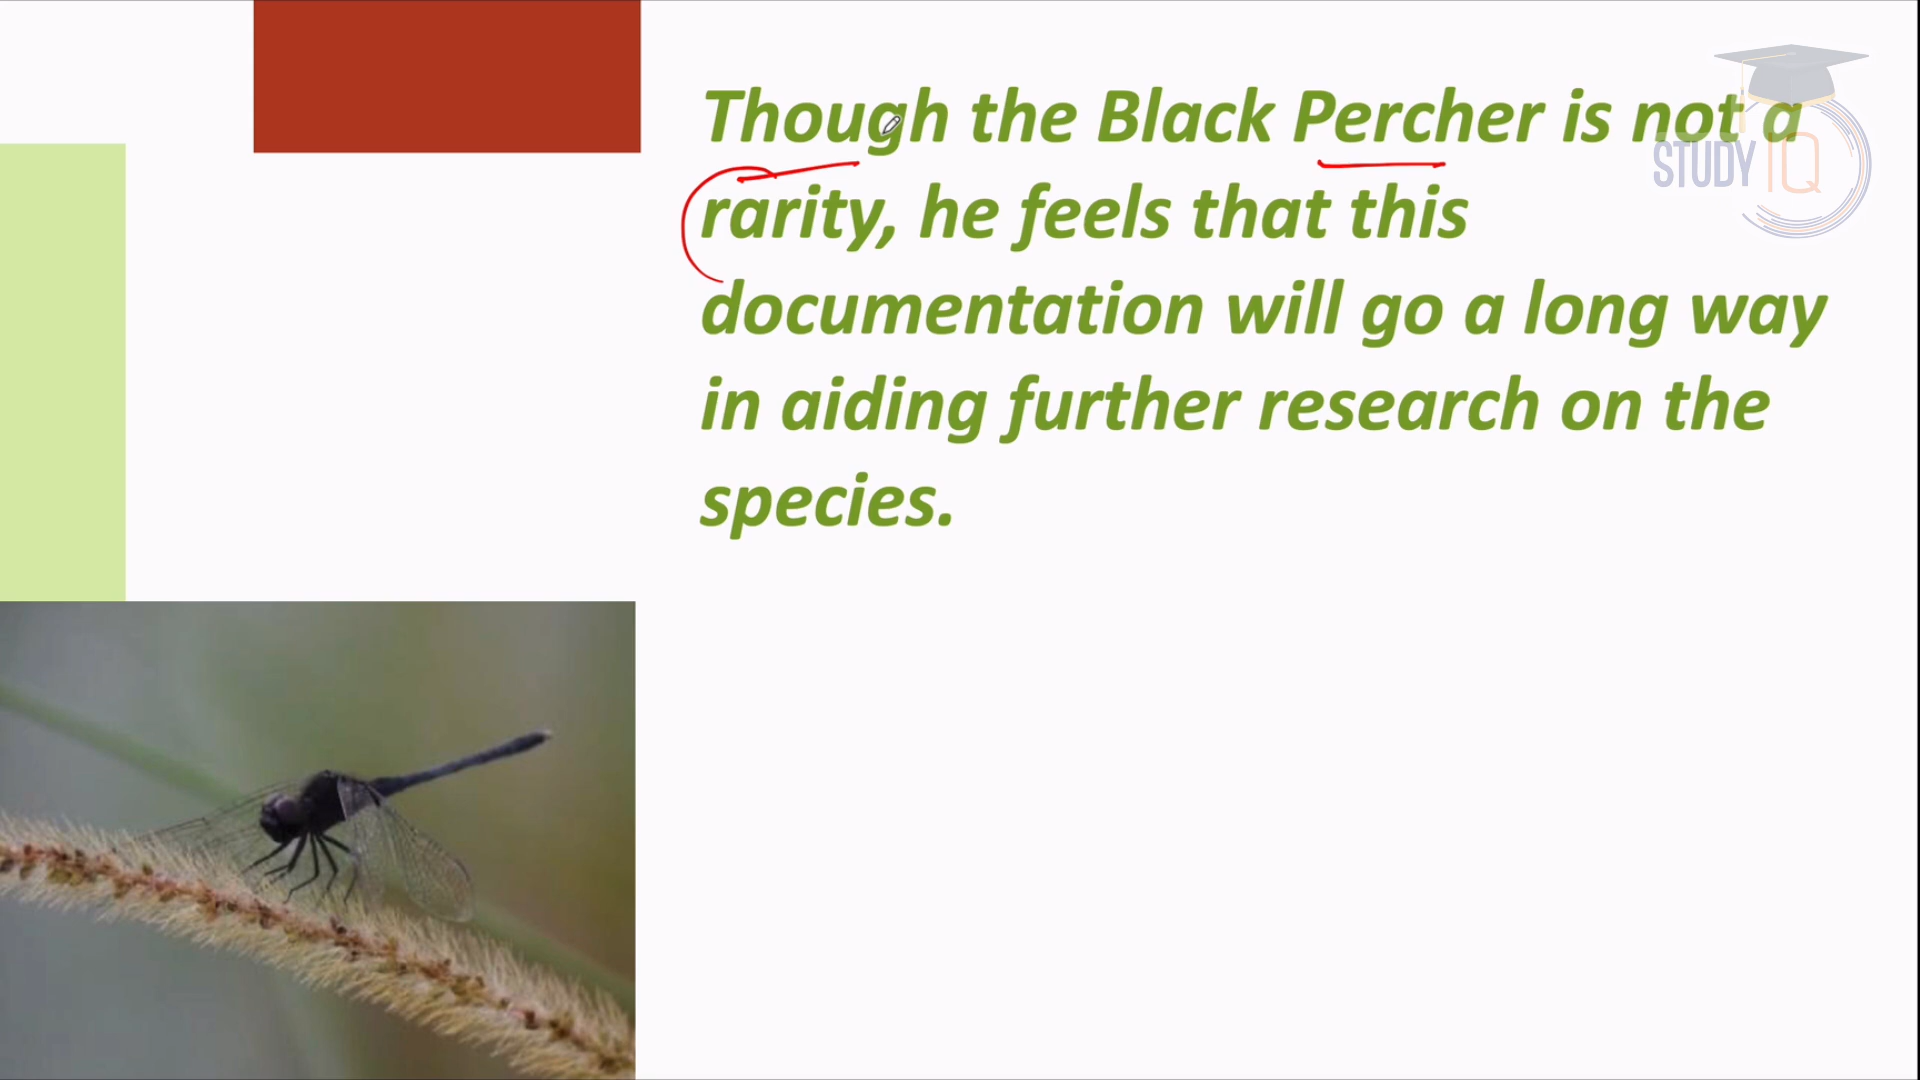 Though the Black Percher is not a
rarity, he feels that this
documentation will go a long way
in aiding further research on the
species.
STUDY IQ